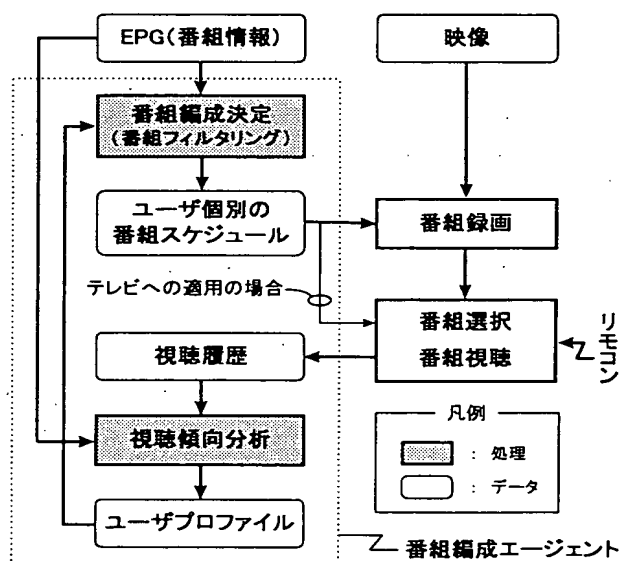 EPG(番組情報)
映像
番組編成決定
(番組フィルタリング)
ユーザ個別の
番組スケジュール
番組録画
テレビへの適用の場合
番組選択
番組視聴
リモコン
視聴履歴
凡例
: 処理
: データ
視聴傾向分析
ユーザプロファイル
番組編成エージェント